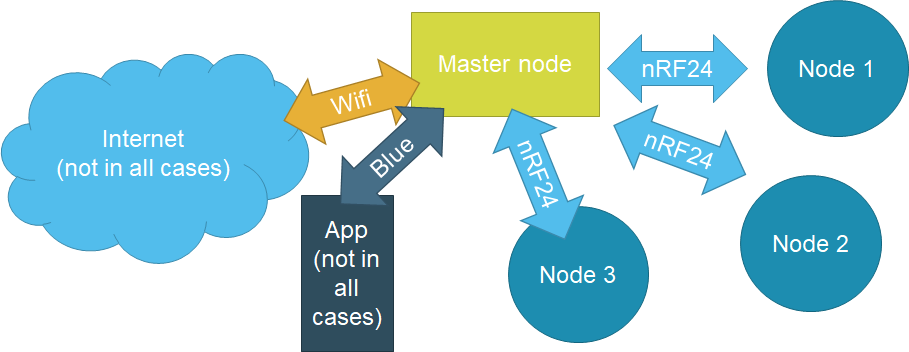 Master node
nRF24
Node 1
Wifi
Internet
(not in all cases)
Blue
nRF24
nRF24
App
(not in
all
cases)
Node 3
Node 2